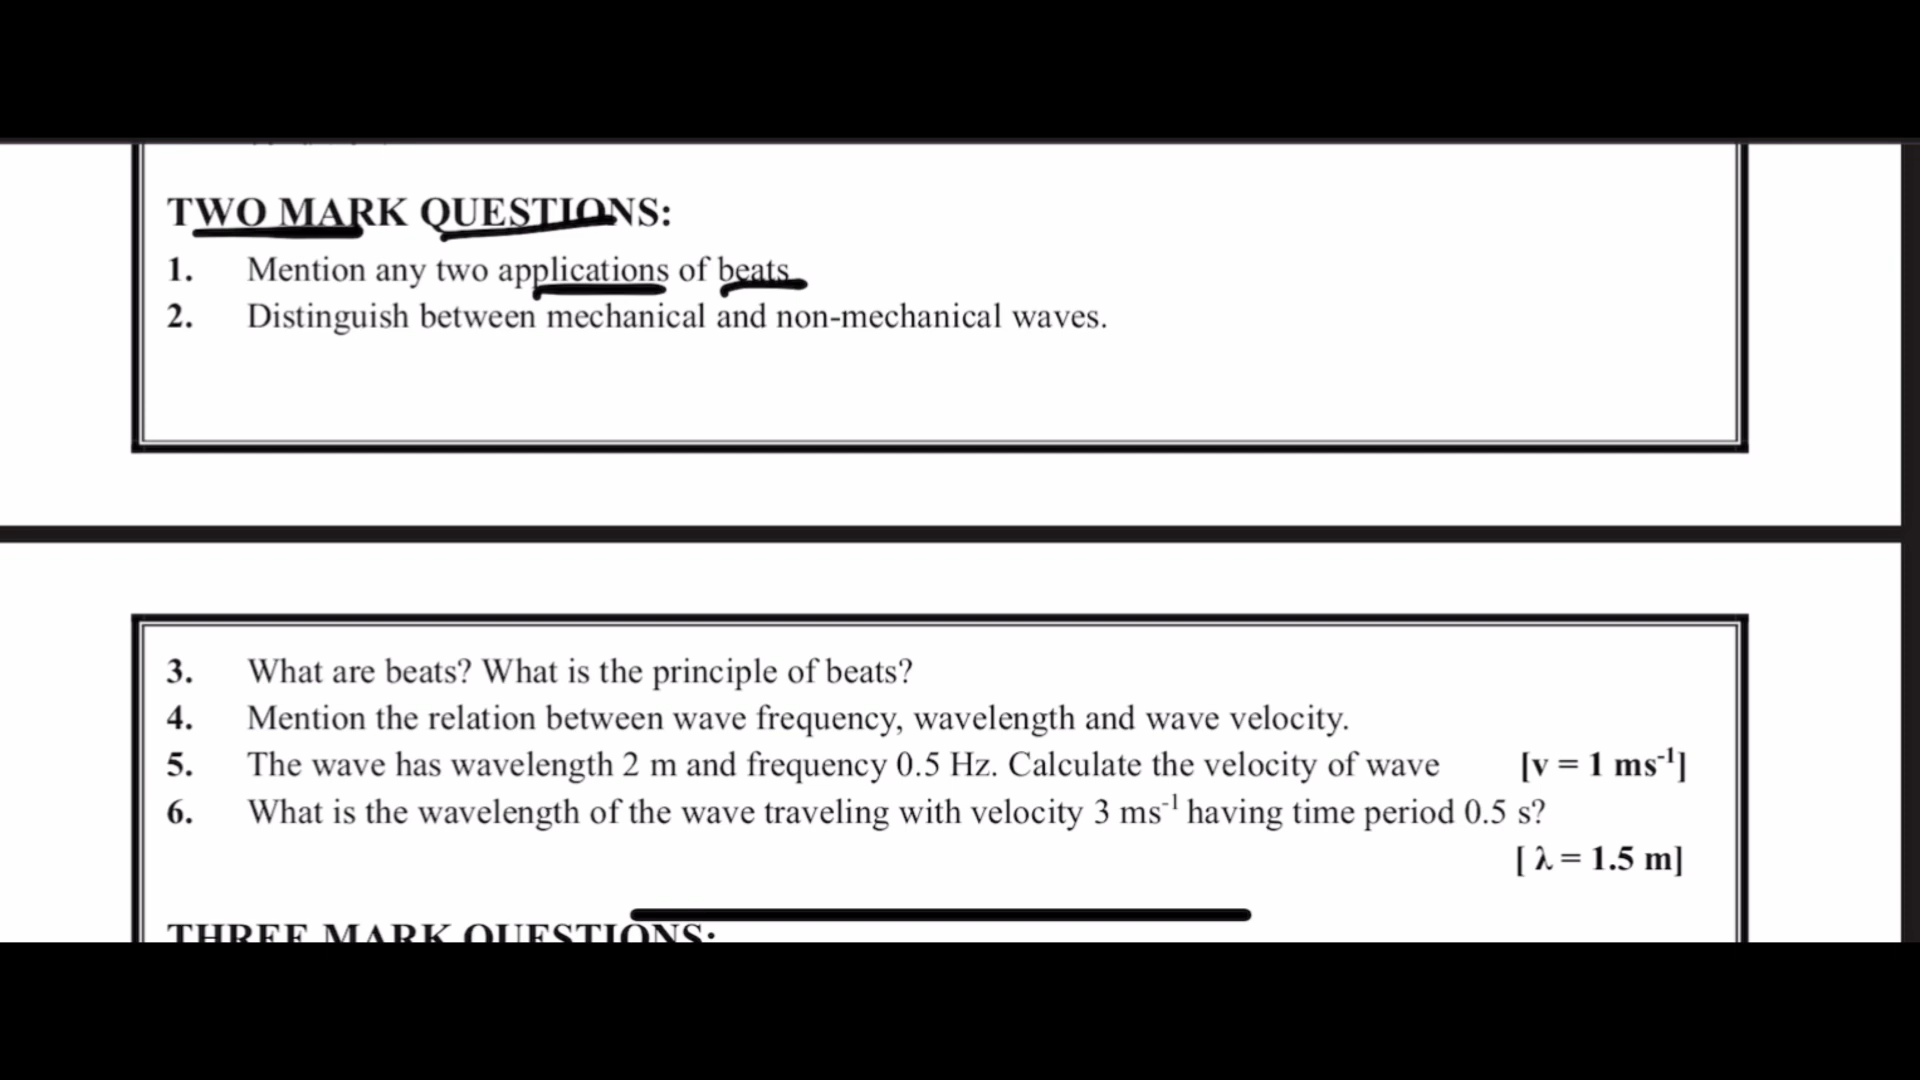 TWO MARK QUESTIONS:
1. Mention any two applications of beats
2. Distinguish between mechanical and non-mechanical waves.
3. What are beats? What is the principle of beats?
4. Mention the relation between wave frequency, wavelength and wave velocity.
5. The wave has wavelength 2 m and frequency 0.5 Hz. Calculate the velocity of wave [v = 1 ms⁻¹]
6. What is the wavelength of the wave traveling with velocity 3 ms⁻¹ having time period 0.5 s?
[ λ = 1.5 m]
THREE MARK QUESTIONS: